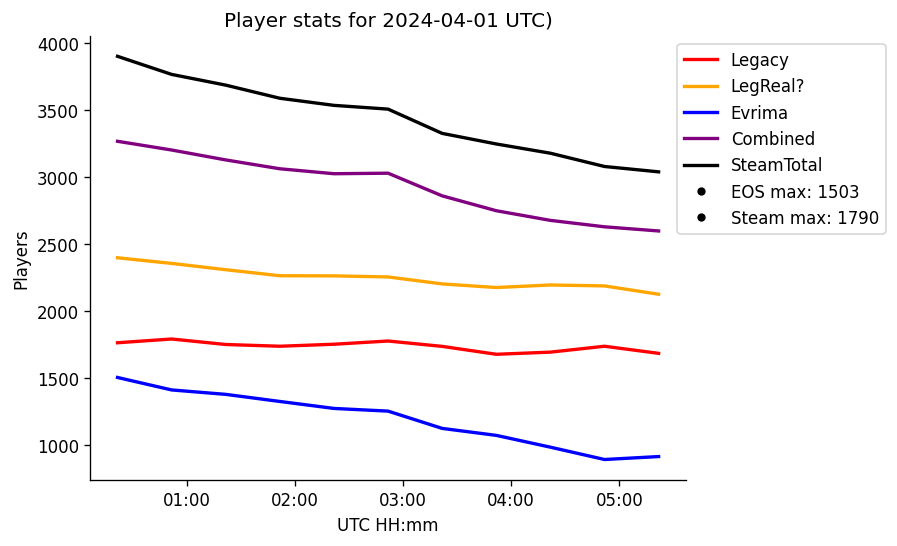 Player stats for 2024-04-01 UTC)
4000
3500
3000
2500
2000
1500
1000
Players
01:00 02:00 03:00 04:00 05:00
UTC HH:mm
Legacy
LegReal?
Evrima
Combined
SteamTotal
EOS max: 1503
Steam max: 1790